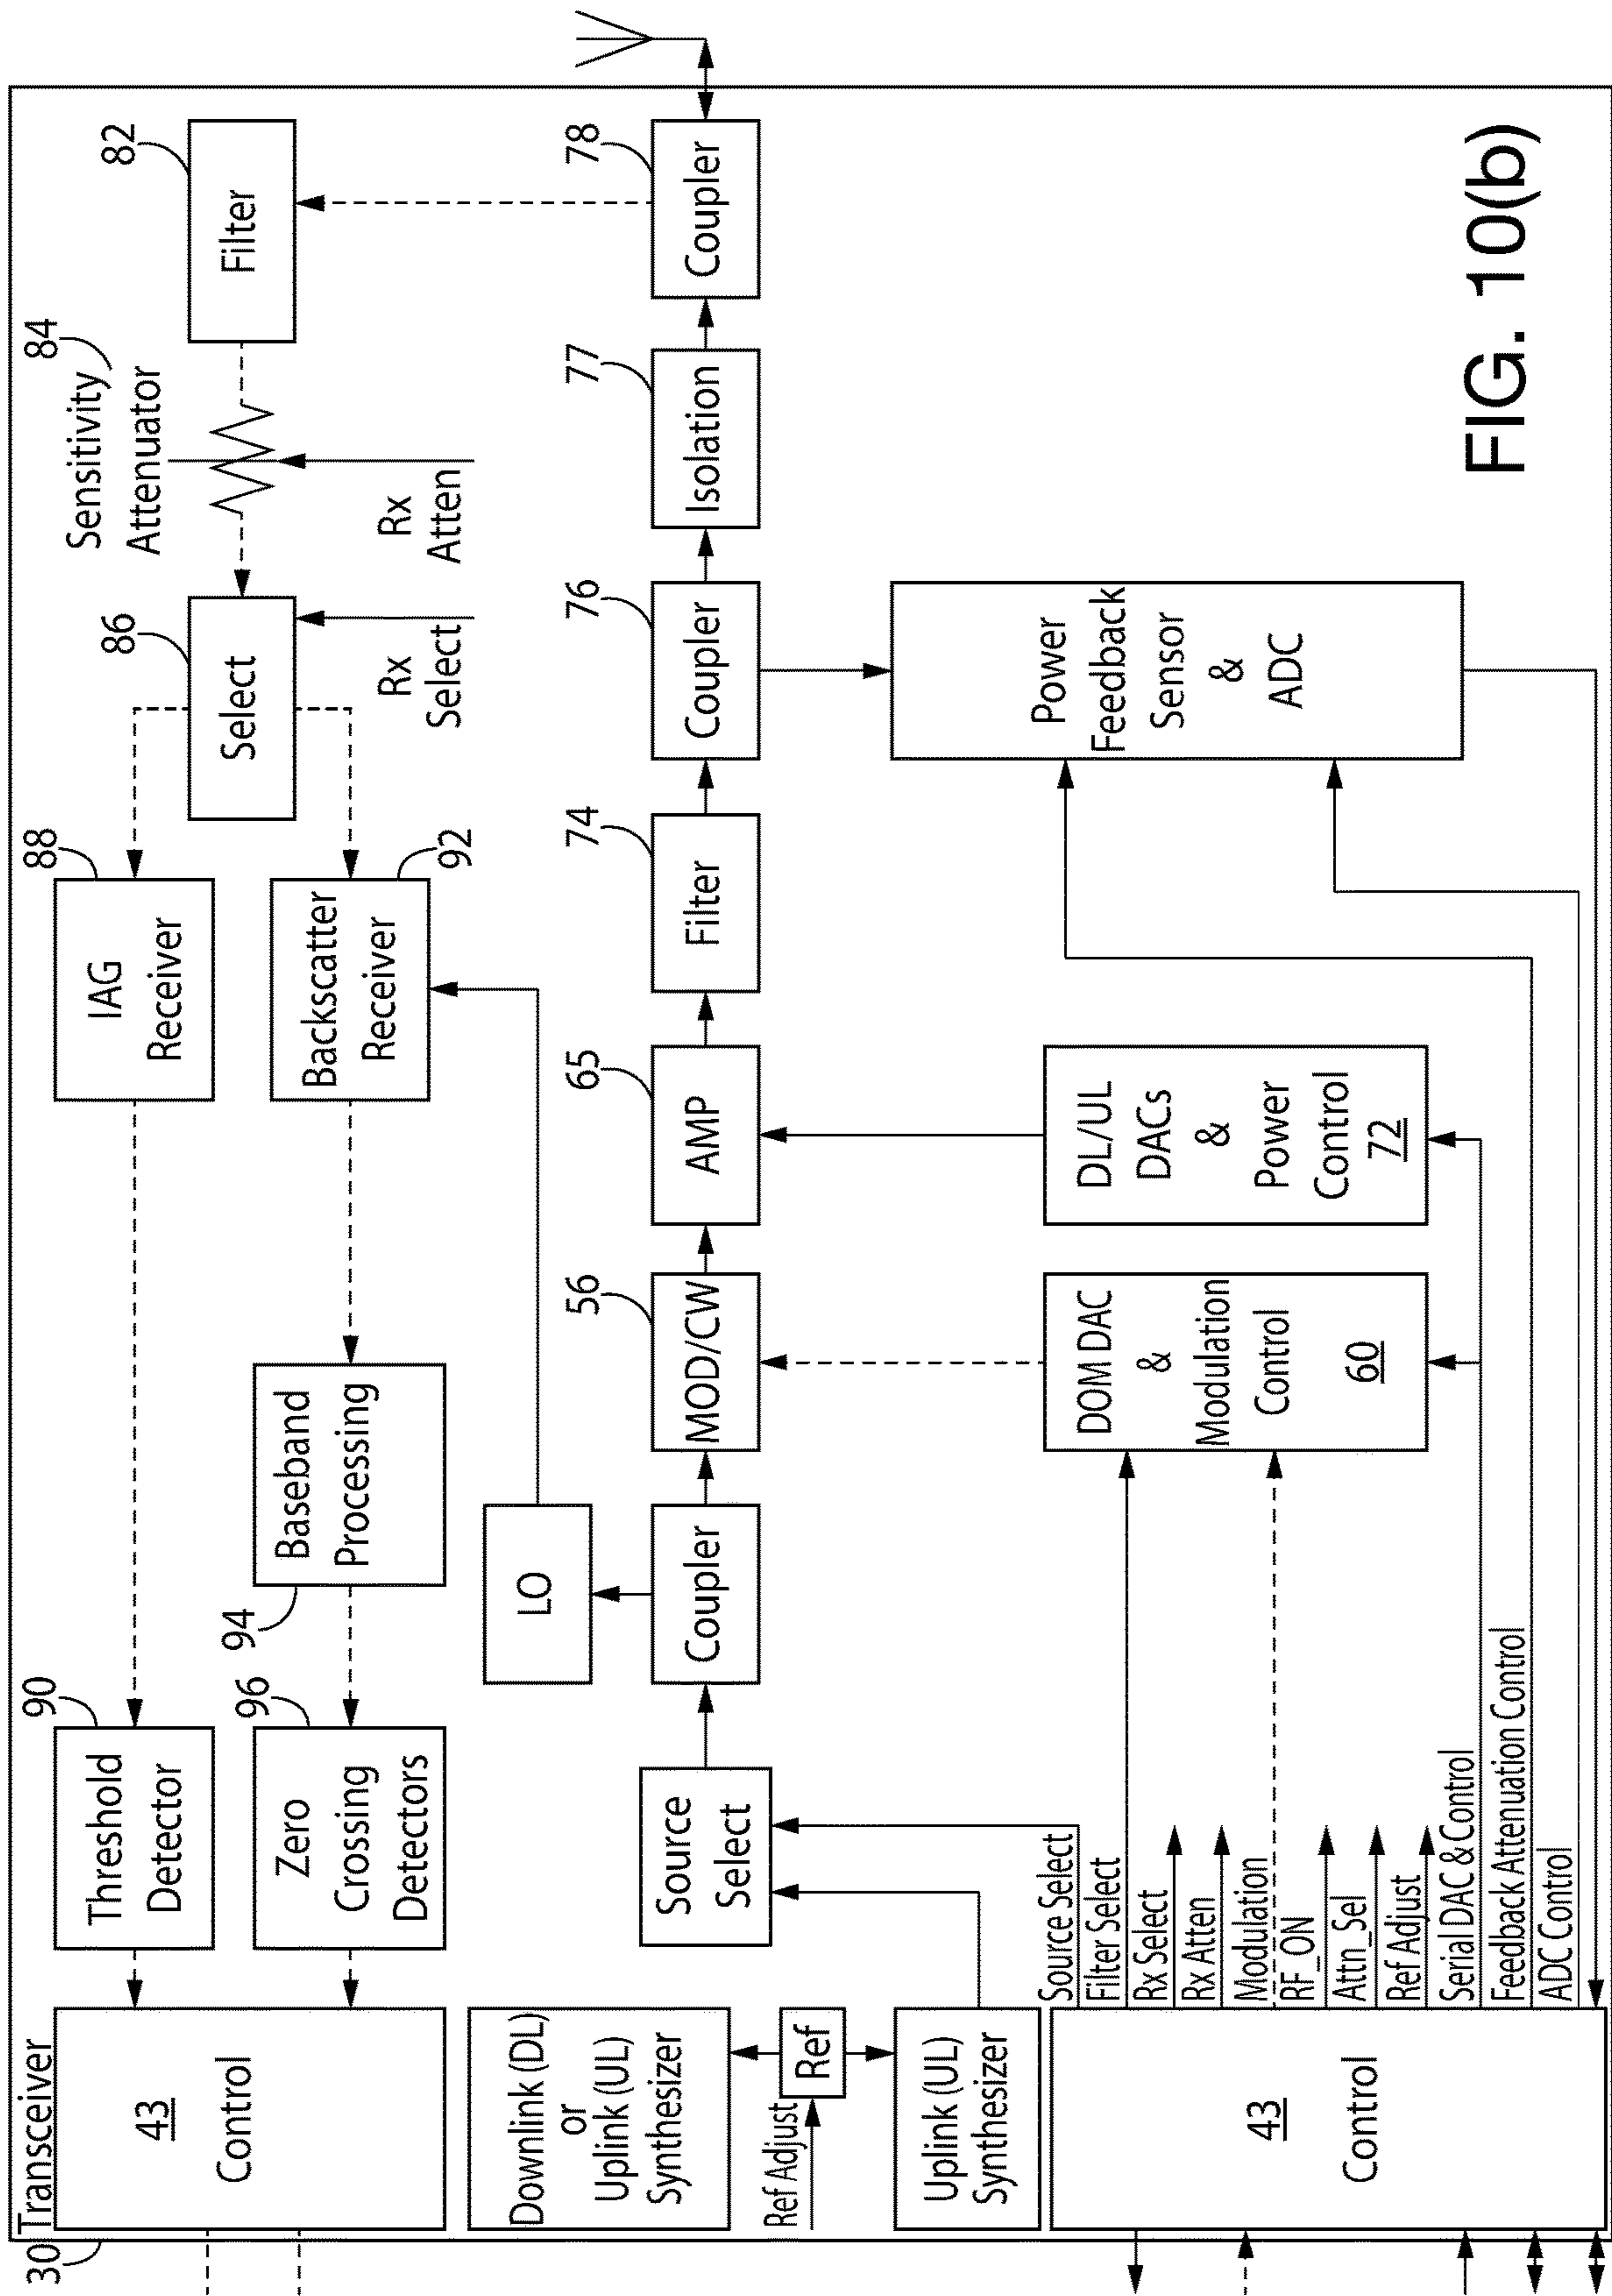 30
Transceiver
43
Control
90
Threshold
Detector
96
Zero
Crossing
Detectors
94
Baseband
Processing
88
IAG
Receiver
92
Backscatter
Receiver
86
Select
Rx
Select
84
Sensitivity
Attenuator
Rx
Atten
82
Filter
Downlink (DL)
or
Uplink (UL)
Synthesizer
Ref Adjust
Ref
Uplink (UL)
Synthesizer
Source
Select
LO
Coupler
56
MOD/CW
65
AMP
74
Filter
76
Coupler
77
Isolation
78
Coupler
43
Control
Source Select
Filter Select
Rx Select
Rx Atten
Modulation
RF_ON
Attn_Sel
Ref Adjust
Serial DAC & Control
Feedback Attenuation Control
ADC Control
DOM DAC
&
Modulation
Control
60
DL/UL
DACs
&
Power
Control
72
Power
Feedback
Sensor
&
ADC
FIG. 10(b)